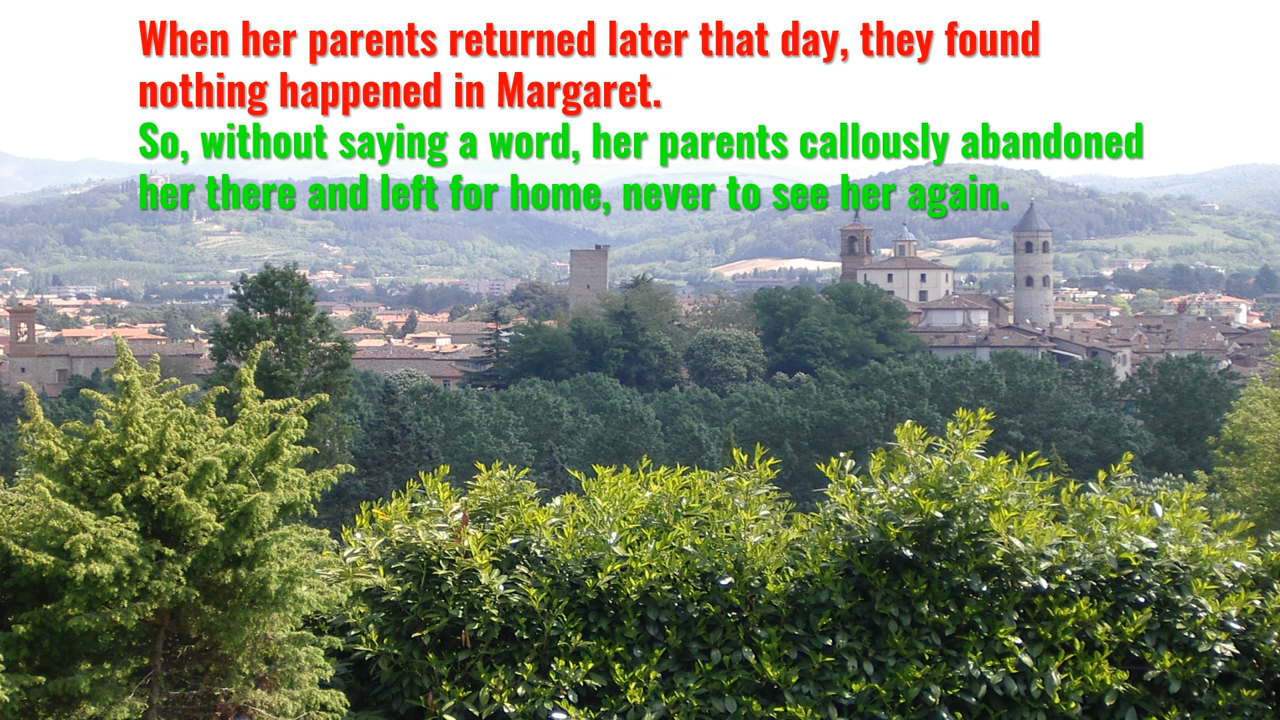 When her parents returned later that day, they found
nothing happened in Margaret.
So, without saying a word, her parents callously abandoned
her there and left for home, never to see her again.